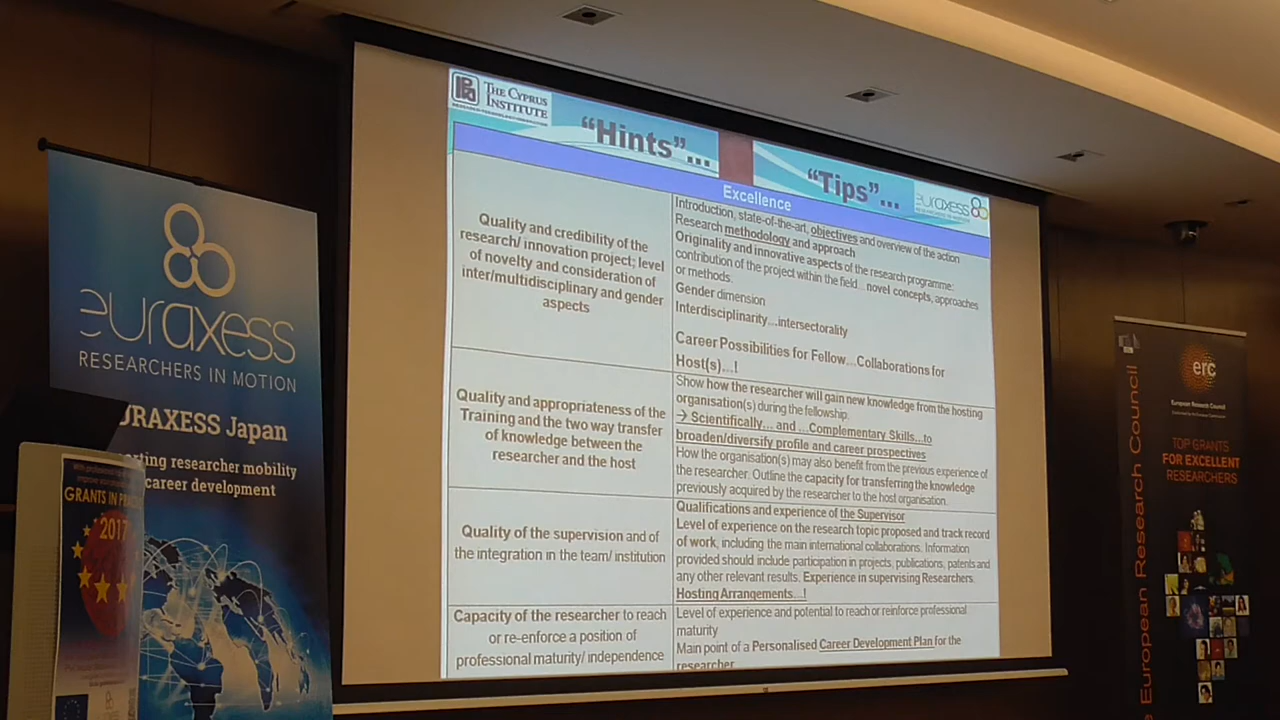 THE CYPRUS
INSTITUTE
"Hints"...
"Tips"...
euraxess
RESEARCHERS IN MOTION
Excellence
Quality and credibility of the
research/ innovation project; level
of novelty and consideration of
inter/multidisciplinary and gender
aspects
Introduction, state-of-the-art, objectives and overview of the action
Research methodology and approach
Originality and innovative aspects of the research programme:
contribution of the project within the field... novel concepts, approaches
or methods.
Gender dimension
Interdisciplinarity...intersectorality
Career Possibilities for Fellow...Collaborations for
Host(s)...!
Quality and appropriateness of the
Training and the two way transfer
of knowledge between the
researcher and the host
Show how the researcher will gain new knowledge from the hosting
organisation(s) during the fellowship.
→ Scientifically... and ...Complementary Skills...to
broaden/diversify profile and career prospectives
How the organisation(s) may also benefit from the previous experience of
the researcher. Outline the capacity for transferring the knowledge
previously acquired by the researcher to the host organisation.
Quality of the supervision and of
the integration in the team/ institution
Qualifications and experience of the Supervisor
Level of experience on the research topic proposed and track record
of work, including the main international collaborations. Information
provided should include participation in projects, publications, patents and
any other relevant results. Experience in supervising Researchers.
Hosting Arrangements...!
Capacity of the researcher to reach
or re-enforce a position of
professional maturity/ independence
Level of experience and potential to reach or reinforce professional
maturity
Main point of a Personalised Career Development Plan for the
researcher
euraxess
RESEARCHERS IN MOTION
URAXESS Japan
orting researcher mobility
career development
GRANTS IN PRA
2017
European Research Council
erc
European Research Council
TOP GRANTS
FOR EXCELLENT
RESEARCHERS